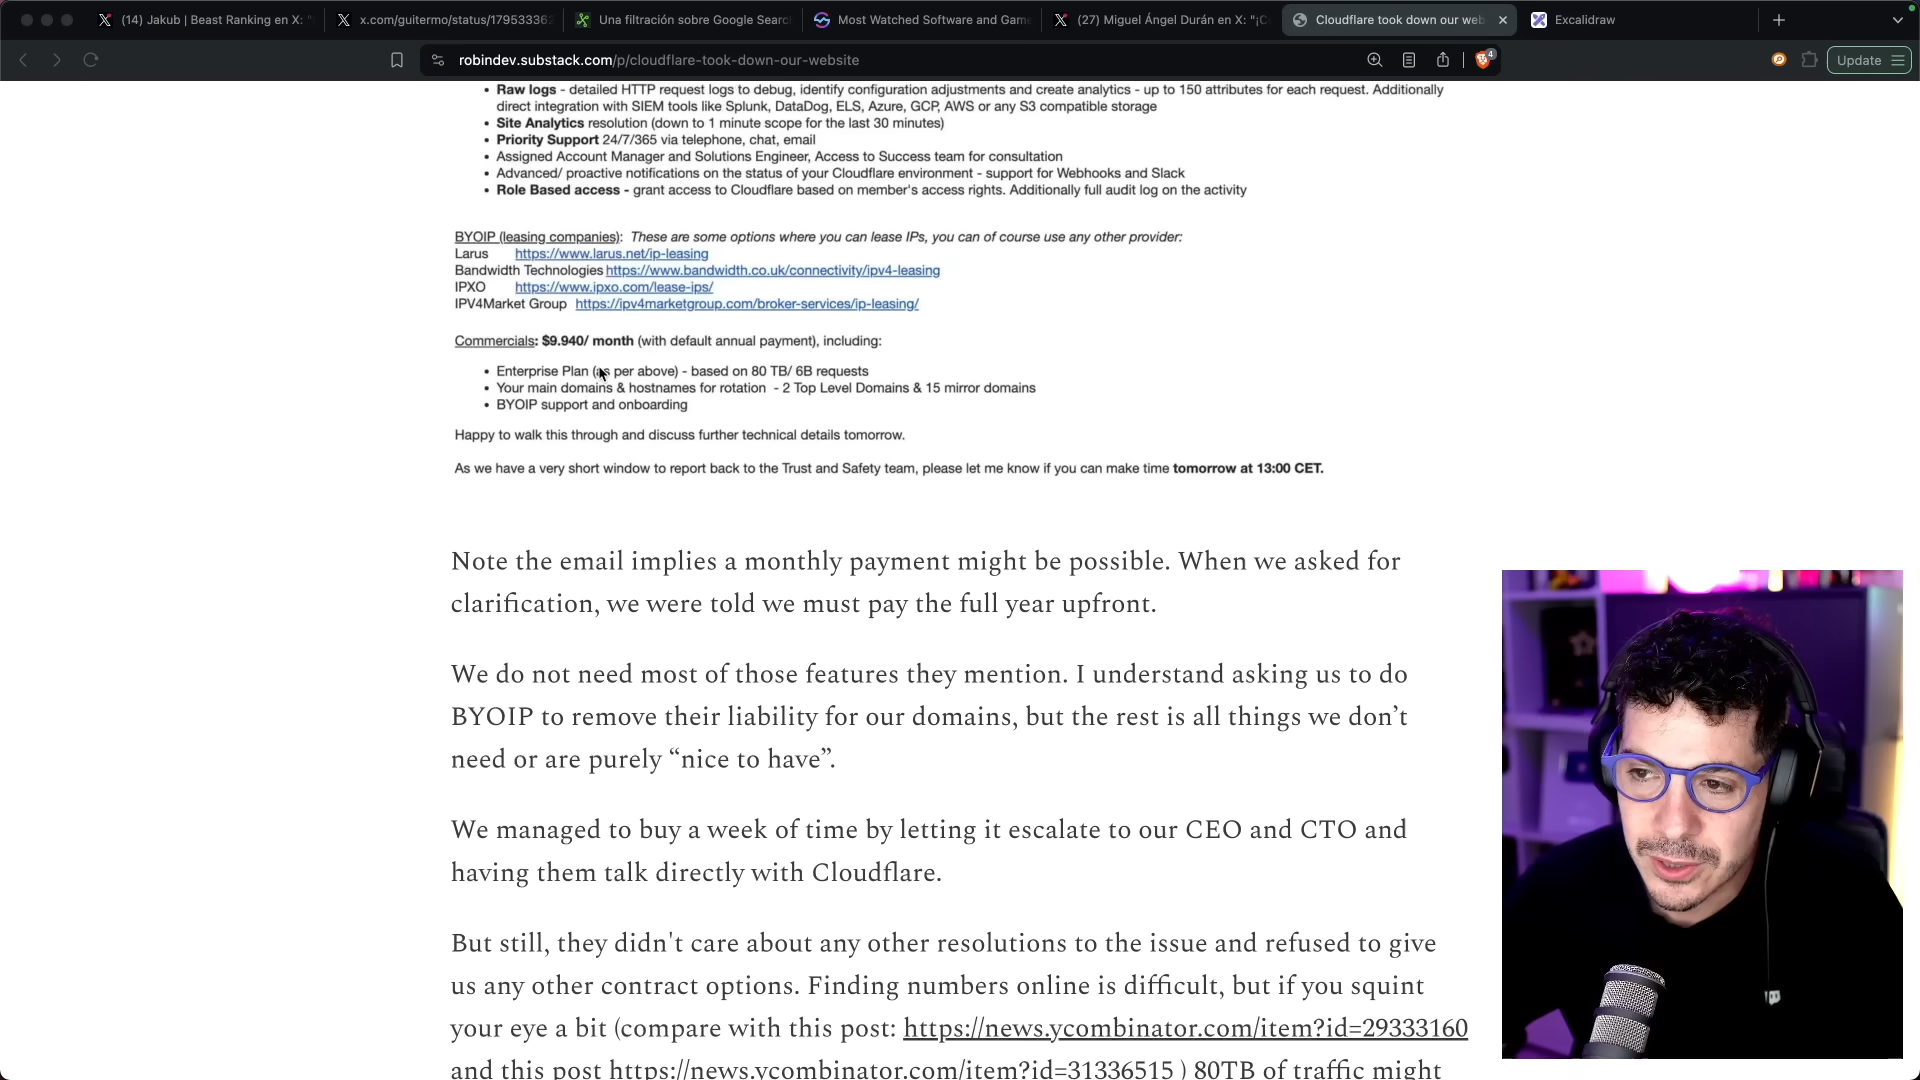 (14) Jakub | Beast Ranking en X: "
x.com/guitermo/status/179533362
Una filtración sobre Google Searc
Most Watched Software and Game
(27) Miguel Ángel Durán en X: "¡C
Cloudflare took down our web
Excalidraw
robindev.substack.com/p/cloudflare-took-down-our-website
4
Update
• Raw logs - detailed HTTP request logs to debug, identify configuration adjustments and create analytics - up to 150 attributes for each request. Additionally
direct integration with SIEM tools like Splunk, DataDog, ELS, Azure, GCP, AWS or any S3 compatible storage
• Site Analytics resolution (down to 1 minute scope for the last 30 minutes)
• Priority Support 24/7/365 via telephone, chat, email
• Assigned Account Manager and Solutions Engineer, Access to Success team for consultation
• Advanced/ proactive notifications on the status of your Cloudflare environment - support for Webhooks and Slack
• Role Based access - grant access to Cloudflare based on member's access rights. Additionally full audit log on the activity
BYOIP (leasing companies): These are some options where you can lease IPs, you can of course use any other provider:
Larus https://www.larus.net/ip-leasing
Bandwidth Technologies https://www.bandwidth.co.uk/connectivity/ipv4-leasing
IPXO https://www.ipxo.com/lease-ips/
IPV4Market Group https://ipv4marketgroup.com/broker-services/ip-leasing/
Commercials: $9.940/ month (with default annual payment), including:
• Enterprise Plan (as per above) - based on 80 TB/ 6B requests
• Your main domains & hostnames for rotation - 2 Top Level Domains & 15 mirror domains
• BYOIP support and onboarding
Happy to walk this through and discuss further technical details tomorrow.
As we have a very short window to report back to the Trust and Safety team, please let me know if you can make time tomorrow at 13:00 CET.
Note the email implies a monthly payment might be possible. When we asked for
clarification, we were told we must pay the full year upfront.
We do not need most of those features they mention. I understand asking us to do
BYOIP to remove their liability for our domains, but the rest is all things we don’t
need or are purely “nice to have”.
We managed to buy a week of time by letting it escalate to our CEO and CTO and
having them talk directly with Cloudflare.
But still, they didn't care about any other resolutions to the issue and refused to give
us any other contract options. Finding numbers online is difficult, but if you squint
your eye a bit (compare with this post: https://news.ycombinator.com/item?id=29333160
and this post https://news.ycombinator.com/item?id=31336515 ) 80TB of traffic might